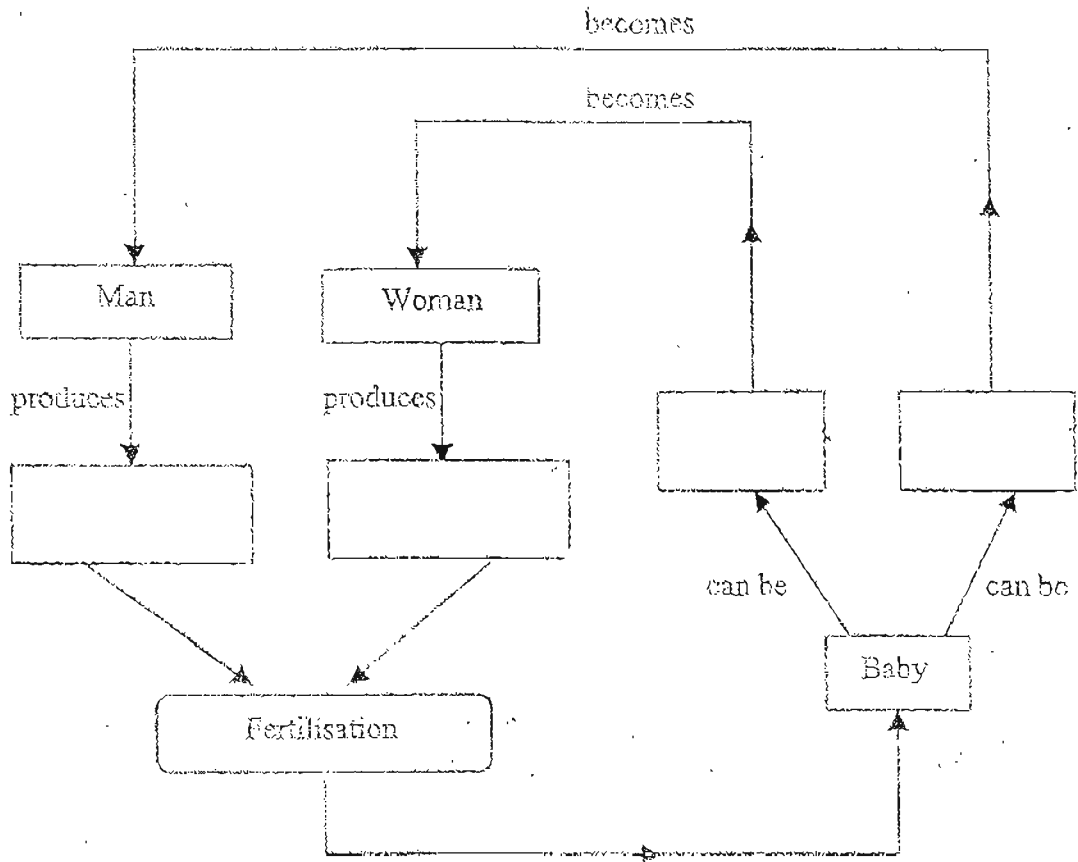 becomes
becomes
Man
Woman
produces
produces
can be
can be
Baby
Fertilisation